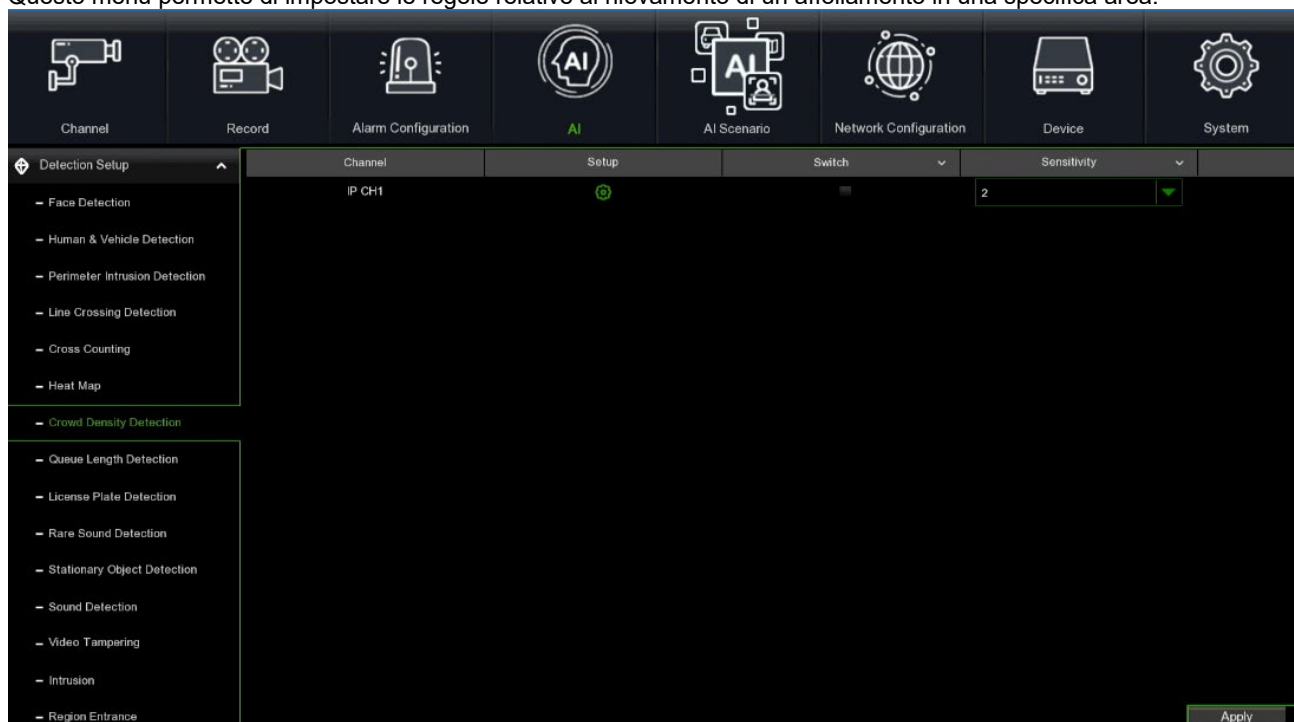 Questo menù permette di impostare le regole relative al rilevamento di un affollamento in una specifica area.
AI
AI
Channel
Record
Alarm Configuration
AI
AI Scenario
Network Configuration
Device
System
Detection Setup
Channel
Setup
Switch
Sensitivity
IP CH1
2
Face Detection
Human & Vehicle Detection
Perimeter Intrusion Detection
Line Crossing Detection
Cross Counting
Heat Map
Crowd Density Detection
Queue Length Detection
License Plate Detection
Rare Sound Detection
Stationary Object Detection
Sound Detection
Video Tampering
Intrusion
Region Entrance
Apply